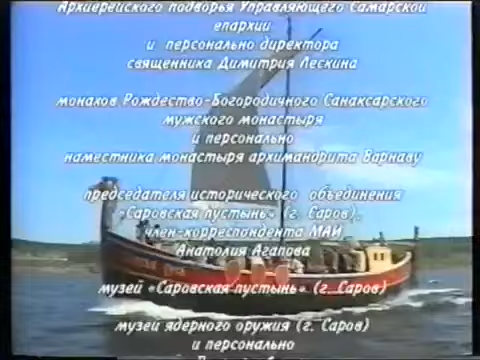 Архиерейского подворья Управляющего Самарской
епархии
и персонально директора
священника Димитрия Лескина
монахов Рождество-Богородичного Санаксарского
мужского монастыря
и персонально
наместника монастыря архимандрита Варнаву
председателя исторического объединения
«Саровская пустынь» (г. Саров),
член-корреспондента МАИ
Анатолия Агапова
музей «Саровская пустынь» (г. Саров)
музей ядерного оружия (г. Саров)
и персонально